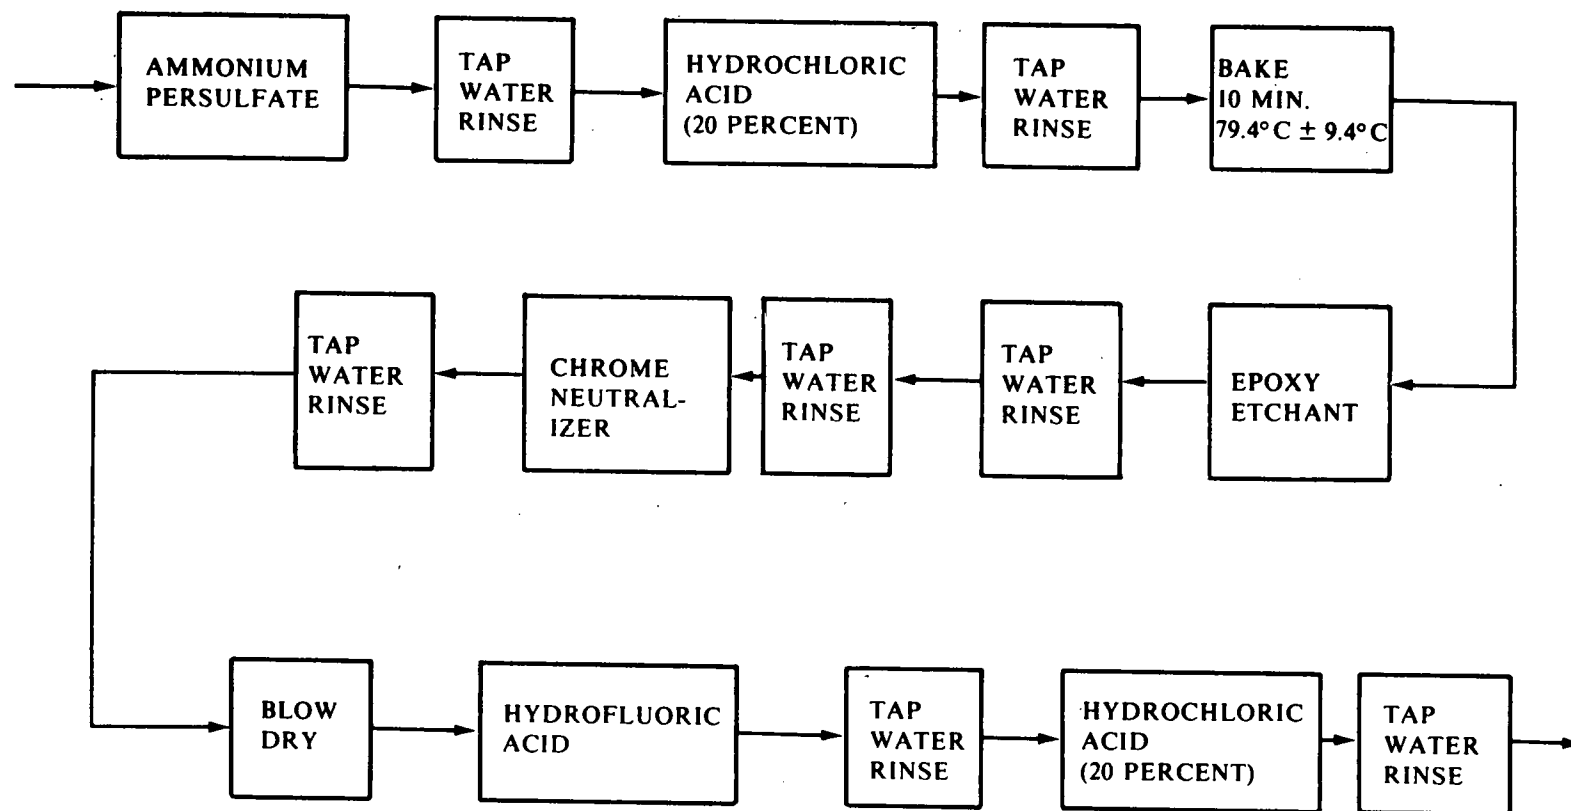 AMMONIUM
PERSULFATE
TAP
WATER
RINSE
HYDROCHLORIC
ACID
(20 PERCENT)
TAP
WATER
RINSE
BAKE
10 MIN.
79.4°C ± 9.4°C
EPOXY
ETCHANT
TAP
WATER
RINSE
TAP
WATER
RINSE
CHROME
NEUTRAL-
IZER
TAP
WATER
RINSE
BLOW
DRY
HYDROFLUORIC
ACID
TAP
WATER
RINSE
HYDROCHLORIC
ACID
(20 PERCENT)
TAP
WATER
RINSE